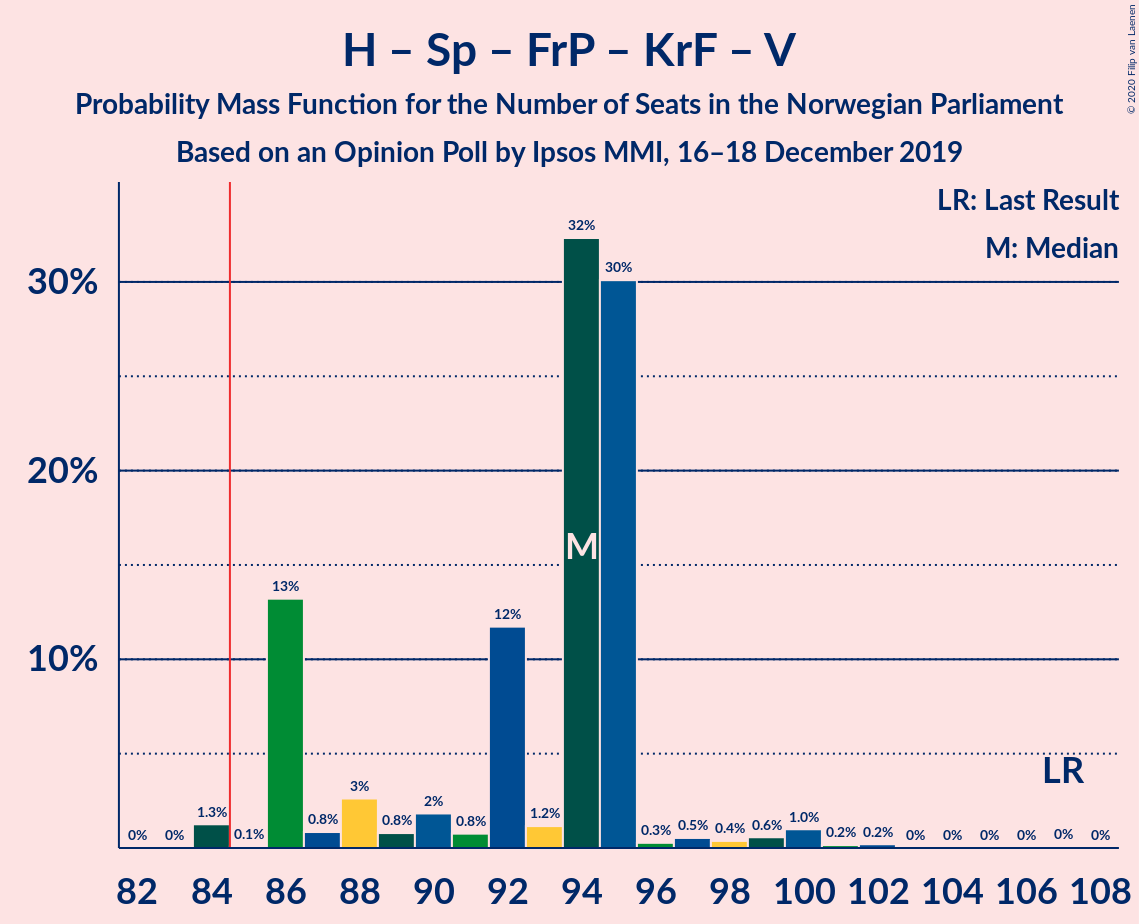 H – Sp – FrP – KrF – V
Probability Mass Function for the Number of Seats in the Norwegian Parliament
Based on an Opinion Poll by Ipsos MMI, 16–18 December 2019
© 2020 Filip van Laenen
LR: Last Result
M: Median
30%
20%
10%
0% 0% 1.3% 0.1% 13% 0.8% 3% 0.8% 2% 0.8% 12% 1.2% 32% 30% 0.3% 0.5% 0.4% 0.6% 1.0% 0.2% 0.2% 0% 0% 0% 0% 0% 0%
M
LR
82 84 86 88 90 92 94 96 98 100 102 104 106 108